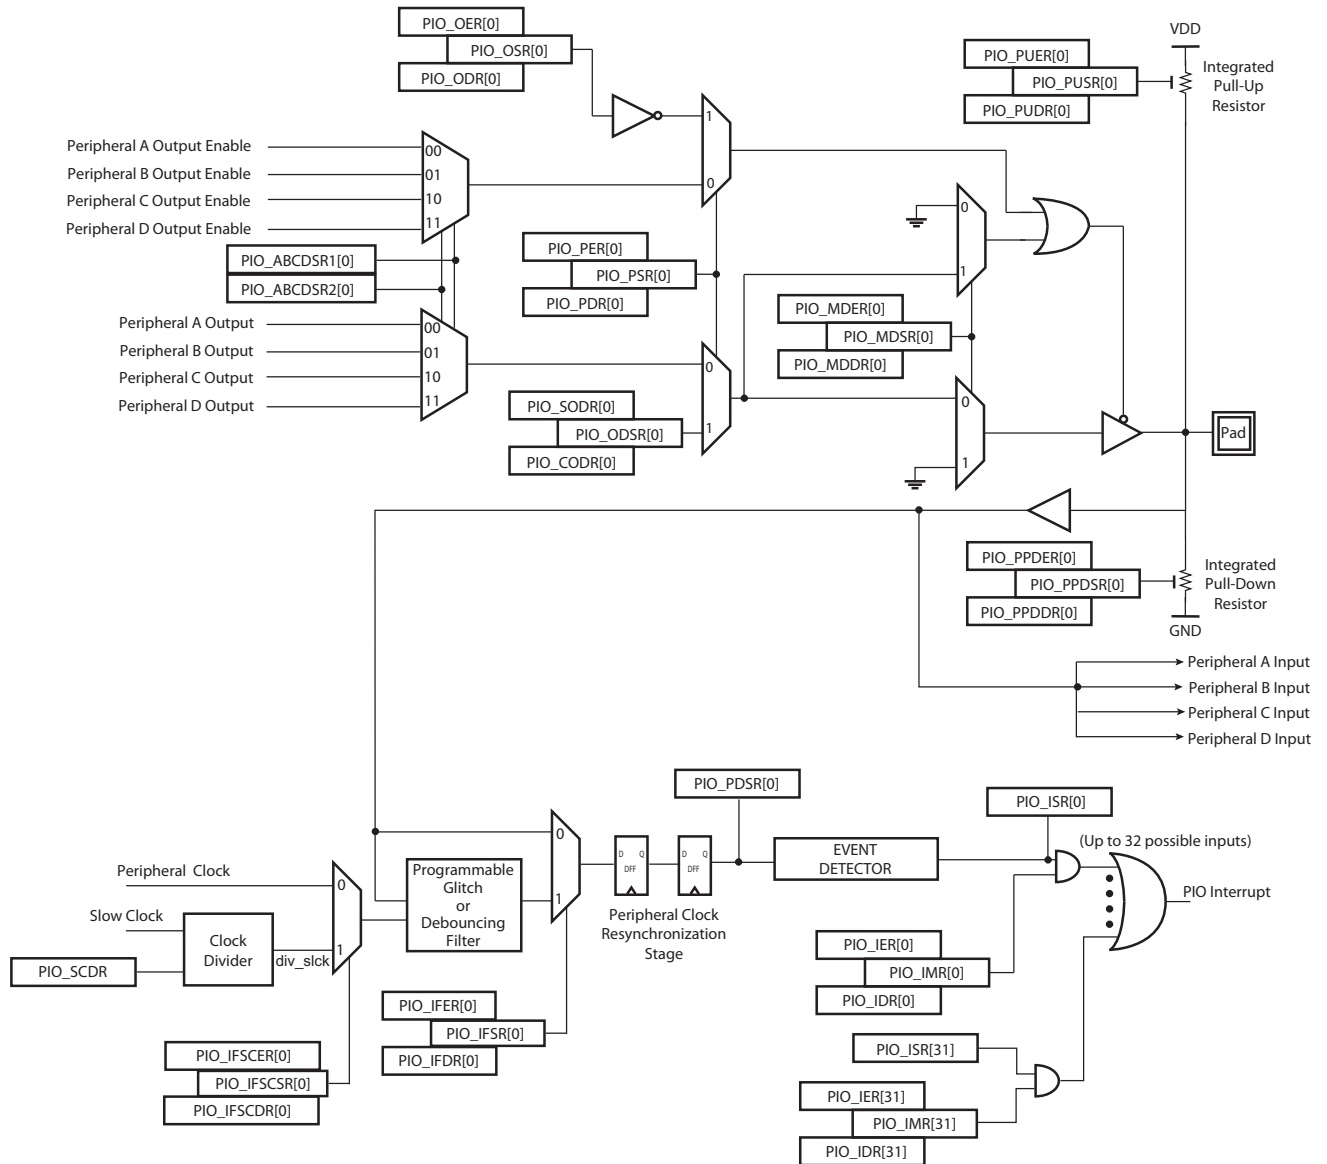 PIO_OER[0]
PIO_OSR[0]
PIO_ODR[0]
1
0
Peripheral A Output Enable
Peripheral B Output Enable
Peripheral C Output Enable
Peripheral D Output Enable
00
01
10
11
PIO_ABCDSR1[0]
PIO_ABCDSR2[0]
Peripheral A Output
Peripheral B Output
Peripheral C Output
Peripheral D Output
00
01
10
11
PIO_PER[0]
PIO_PSR[0]
PIO_PDR[0]
0
1
PIO_SODR[0]
PIO_ODSR[0]
PIO_CODR[0]
0
1
PIO_MDER[0]
PIO_MDSR[0]
PIO_MDDR[0]
0
1
VDD
PIO_PUER[0]
PIO_PUSR[0]
PIO_PUDR[0]
Integrated
Pull-Up
Resistor
Pad
PIO_PPDER[0]
PIO_PPDSR[0]
PIO_PPDDR[0]
Integrated
Pull-Down
Resistor
GND
Peripheral A Input
Peripheral B Input
Peripheral C Input
Peripheral D Input
Peripheral Clock
Slow Clock
PIO_SCDR
Clock
Divider
div_slck
0
1
PIO_IFSCER[0]
PIO_IFSCSR[0]
PIO_IFSCDR[0]
Programmable
Glitch
or
Debouncing
Filter
PIO_IFER[0]
PIO_IFSR[0]
PIO_IFDR[0]
0
1
D Q
DFF
D Q
DFF
Peripheral Clock
Resynchronization
Stage
PIO_PDSR[0]
EVENT
DETECTOR
PIO_ISR[0]
(Up to 32 possible inputs)
PIO Interrupt
PIO_IER[0]
PIO_IMR[0]
PIO_IDR[0]
PIO_ISR[31]
PIO_IER[31]
PIO_IMR[31]
PIO_IDR[31]